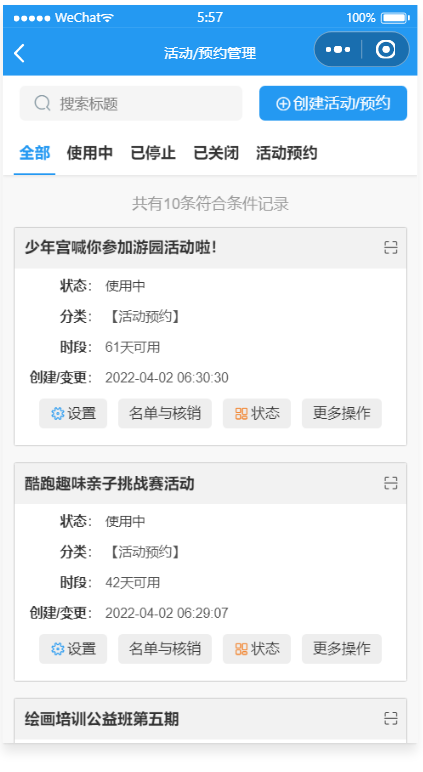 WeChat 5:57 100%
活动/预约管理
搜索标题 创建活动/预约
全部 使用中 已停止 已关闭 活动预约
共有10条符合条件记录
少年宫喊你参加游园活动啦！
状态： 使用中
分类： 【活动预约】
时段： 61天可用
创建/变更： 2022-04-02 06:30:30
设置 名单与核销 状态 更多操作
酷跑趣味亲子挑战赛活动
状态： 使用中
分类： 【活动预约】
时段： 42天可用
创建/变更： 2022-04-02 06:29:07
设置 名单与核销 状态 更多操作
绘画培训公益班第五期